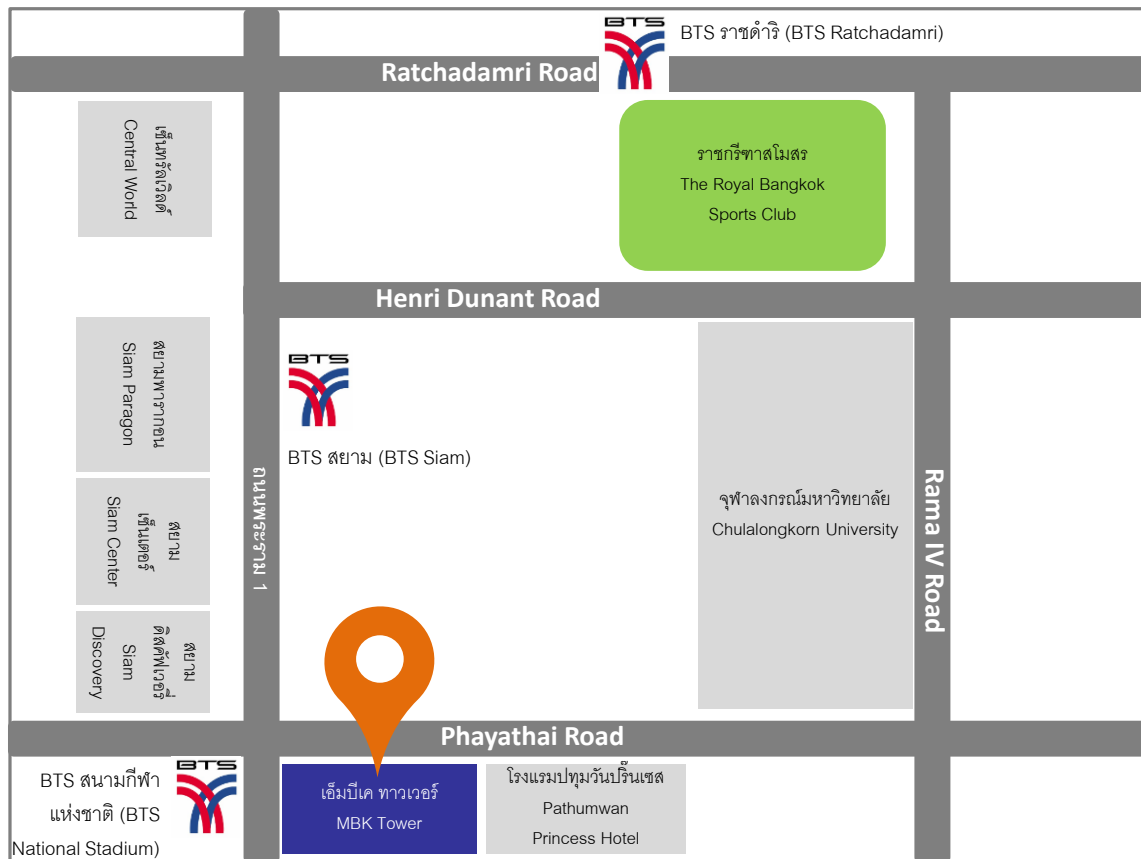 BTS
BTS ราชดำริ (BTS Ratchadamri)
Ratchadamri Road
เซ็นทรัลเวิลด์
Central World
ราชกรีฑาสโมสร
The Royal Bangkok
Sports Club
Henri Dunant Road
สยามพารากอน
Siam Paragon
BTS
BTS สยาม (BTS Siam)
ถนนพระราม 1
สยาม
เซ็นเตอร์
Siam Center
จุฬาลงกรณ์มหาวิทยาลัย
Chulalongkorn University
Rama IV Road
สยาม
ดิสคัฟเวอรี่
Siam
Discovery
Phayathai Road
BTS สนามกีฬา
แห่งชาติ (BTS
National Stadium)
BTS
เอ็มบีเค ทาวเวอร์
MBK Tower
โรงแรมปทุมวันปริ๊นเซส
Pathumwan
Princess Hotel